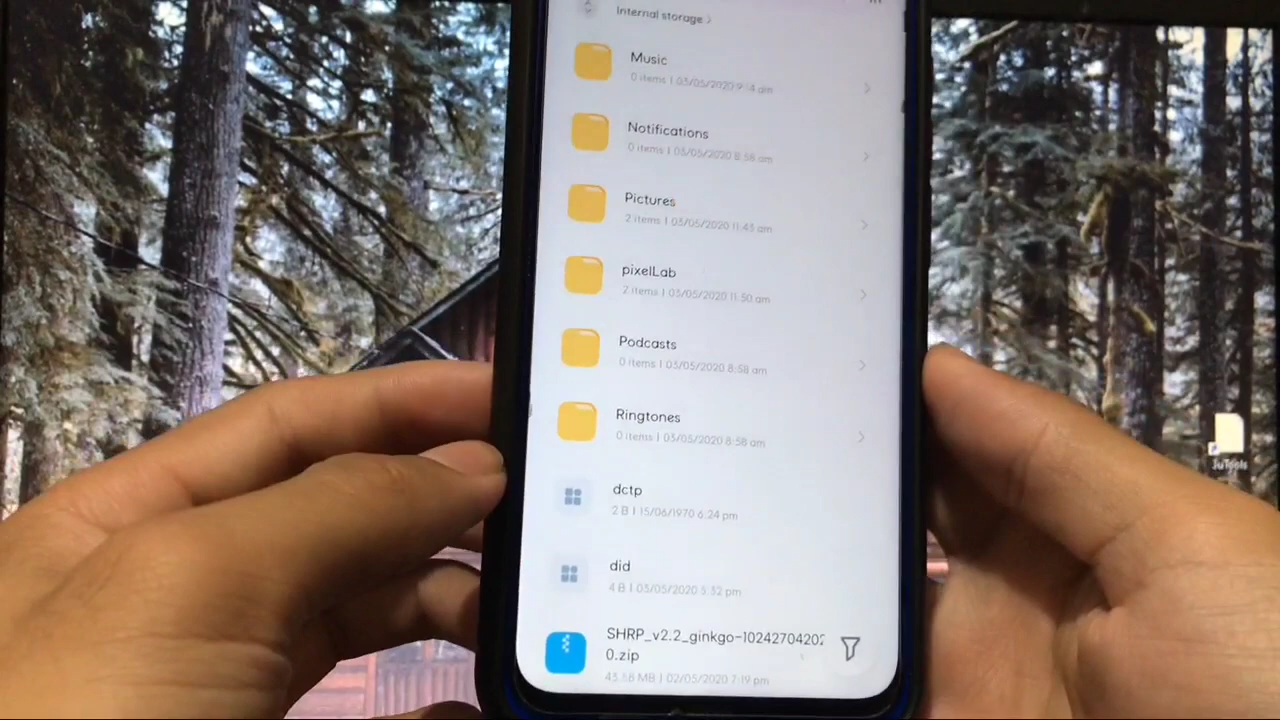 Internal storage >
Music
0 items | 03/05/2020 9:14 am
Notifications
0 items | 03/05/2020 8:58 am
Pictures
2 items | 03/05/2020 11:43 am
pixelLab
2 items | 03/05/2020 11:50 am
Podcasts
0 items | 03/05/2020 8:58 am
Ringtones
0 items | 03/05/2020 8:58 am
dctp
2 B | 15/06/1970 6:24 pm
did
4 B | 03/05/2020 5:32 pm
SHRP_v2.2_ginkgo-10242704202
0.zip
43.58 MB | 02/05/2020 7:19 pm
3uTools